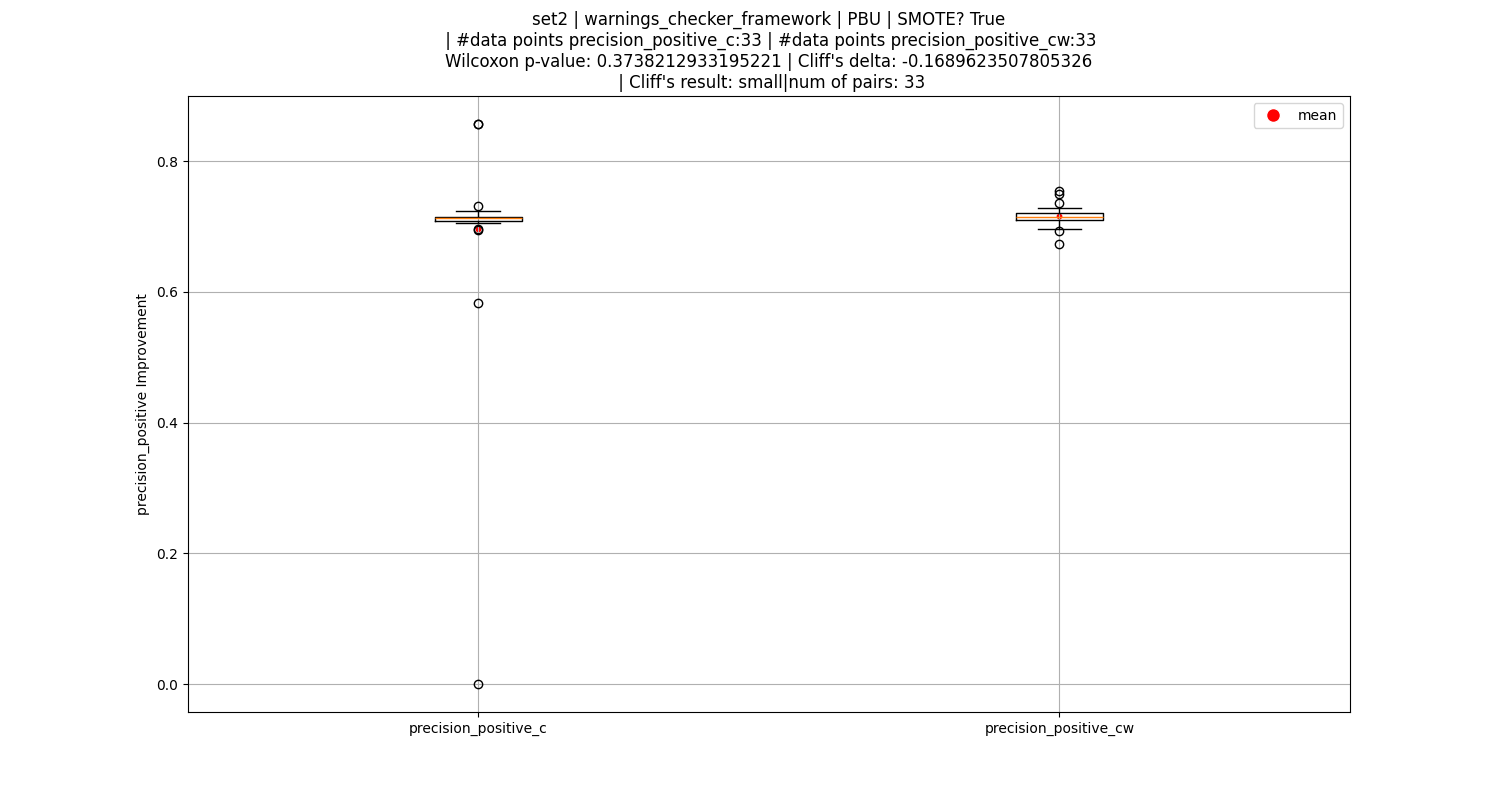 set2 | warnings_checker_framework | PBU | SMOTE? True
| #data points precision_positive_c:33 | #data points precision_positive_cw:33
Wilcoxon p-value: 0.3738212933195221 | Cliff's delta: -0.1689623507805326
| Cliff's result: small|num of pairs: 33
mean
0.8
0.6
0.4
0.2
0.0
precision_positive Improvement
precision_positive_c
precision_positive_cw